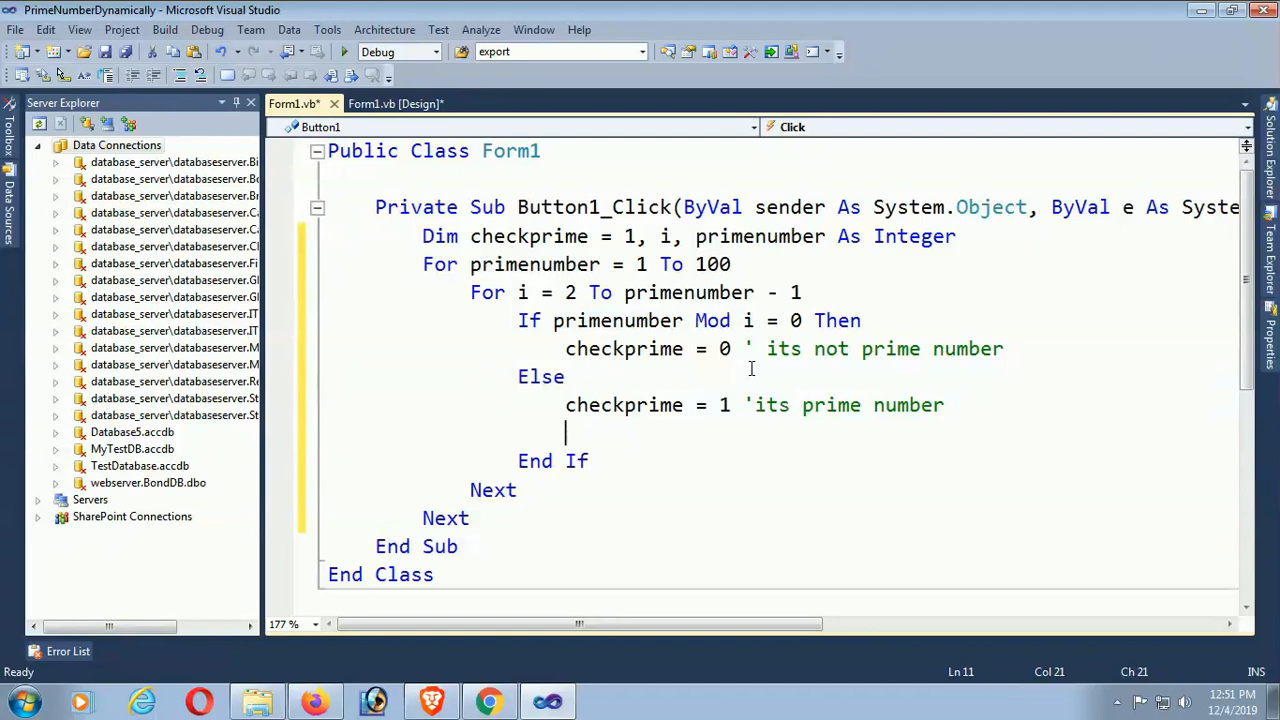 PrimeNumberDynamically - Microsoft Visual Studio
File Edit View Project Build Debug Team Data Tools Architecture Test Analyze Window Help
Debug export
Server Explorer
Form1.vb* Form1.vb [Design]*
Button1 Click
Data Connections
database_server\databaseserver.Bi
database_server\databaseserver.Bo
database_server\databaseserver.Br
database_server\databaseserver.Ca
database_server\databaseserver.Cl
database_server\databaseserver.Ex
database_server\databaseserver.Fi
database_server\databaseserver.Gl
database_server\databaseserver.Gl
database_server\databaseserver.IT
database_server\databaseserver.M
database_server\databaseserver.M
database_server\databaseserver.Re
database_server\databaseserver.St
database_server\databaseserver.St
Database5.accdb
MyTestDB.accdb
TestDatabase.accdb
webserver.BondDB.dbo
Servers
SharePoint Connections
Public Class Form1
Private Sub Button1_Click(ByVal sender As System.Object, ByVal e As Syste
Dim checkprime = 1, i, primenumber As Integer
For primenumber = 1 To 100
For i = 2 To primenumber - 1
If primenumber Mod i = 0 Then
checkprime = 0 ' its not prime number
Else
checkprime = 1 'its prime number
End If
Next
Next
End Sub
End Class
177 %
Toolbox
Data Sources
Solution Explorer
Team Explorer
Properties
Error List
Ready Ln 11 Col 21 Ch 21 INS
12:51 PM
12/4/2019